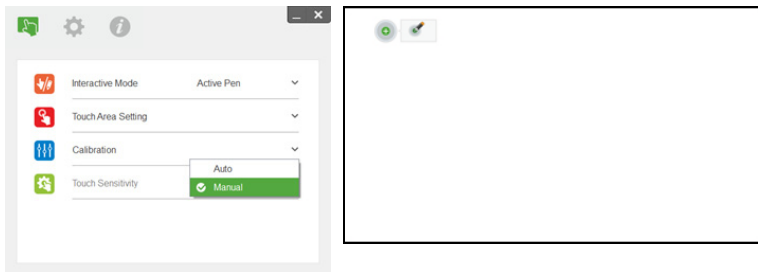 Interactive Mode Active Pen
Touch Area Setting
Calibration
Auto
Touch Sensitivity
Manual